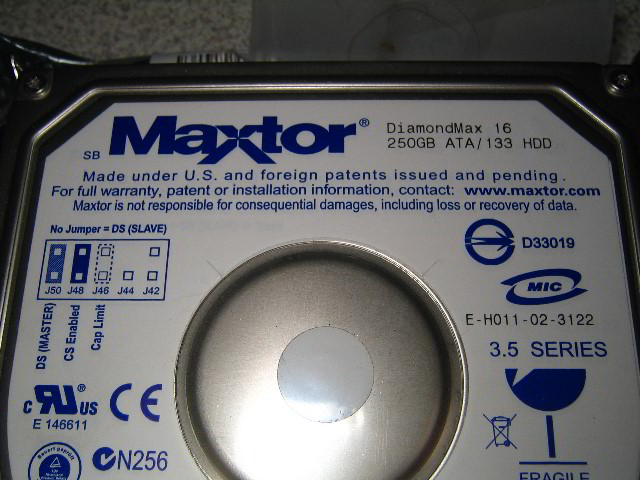 SB Maxtor® DiamondMax 16
250GB ATA/133 HDD
Made under U.S. and foreign patents issued and pending.
For full warranty, patent or installation information, contact: www.maxtor.com
Maxtor is not responsible for consequential damages, including loss or recovery of data.
No Jumper = DS (SLAVE)
J50 J48 J46 J44 J42
DS (MASTER)
CS Enabled
Cap Limit
D33019
MIC
E-H011-02-3122
3.5 SERIES
c RU ® US
E 146611
CE
N256
FRAGILE